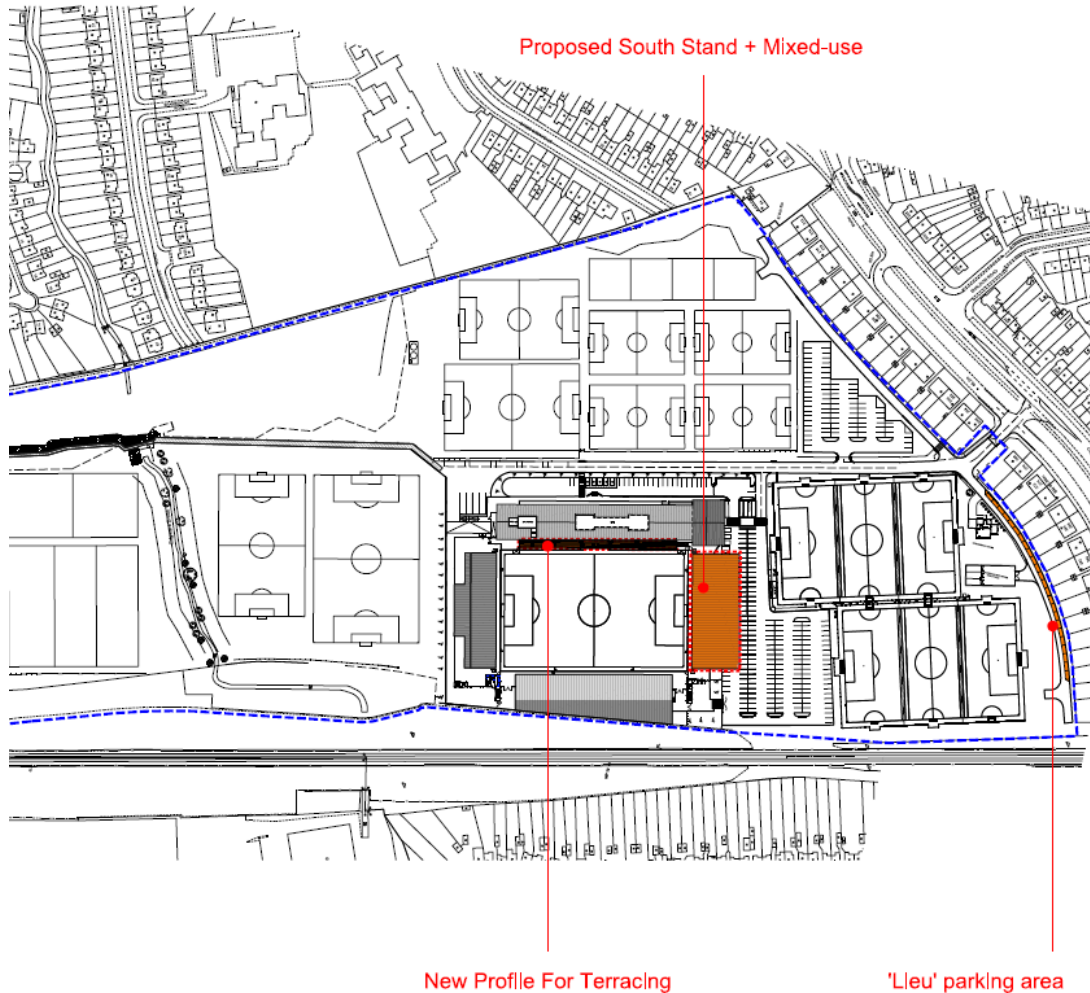 Proposed South Stand + Mixed-use
New Profile For Terracing
'Lieu' parking area